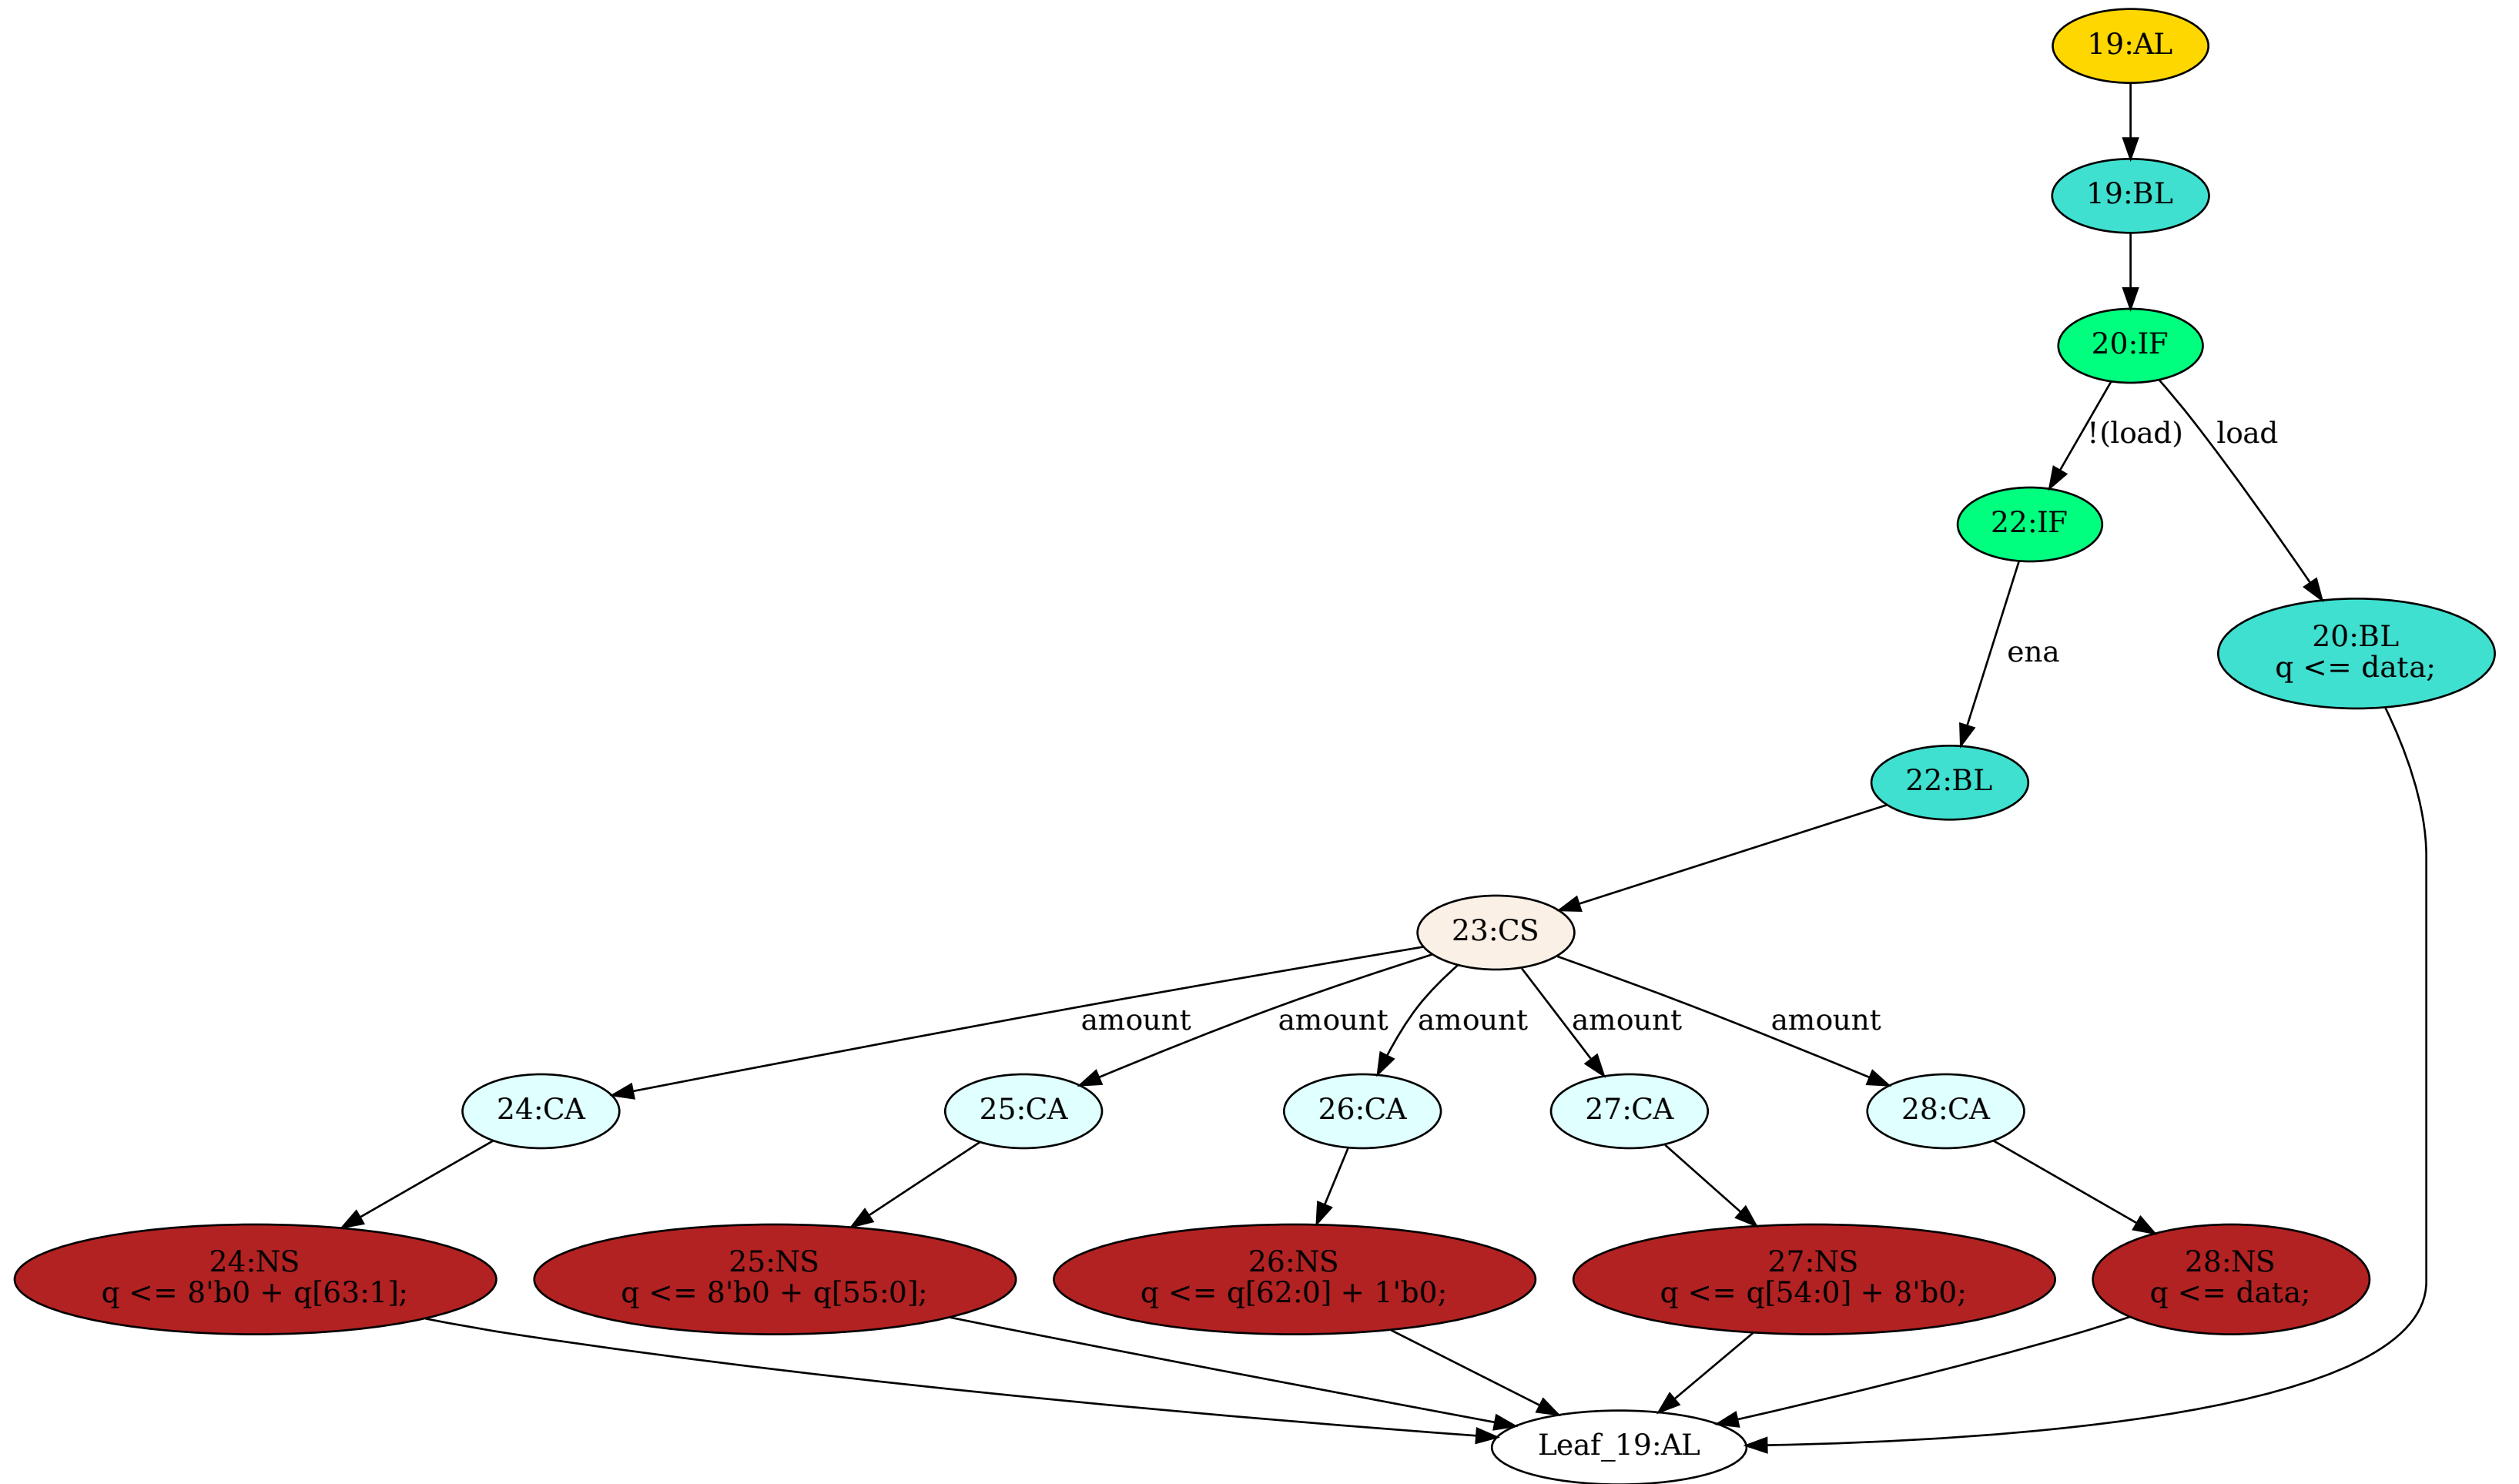 19:AL
19:BL
20:IF
!(load)
load
22:IF
20:BL
q <= data;
ena
22:BL
23:CS
amount
amount
amount
amount
amount
24:CA
25:CA
26:CA
27:CA
28:CA
24:NS
q <= 8'b0 + q[63:1];
25:NS
q <= 8'b0 + q[55:0];
26:NS
q <= q[62:0] + 1'b0;
27:NS
q <= q[54:0] + 8'b0;
28:NS
q <= data;
Leaf_19:AL